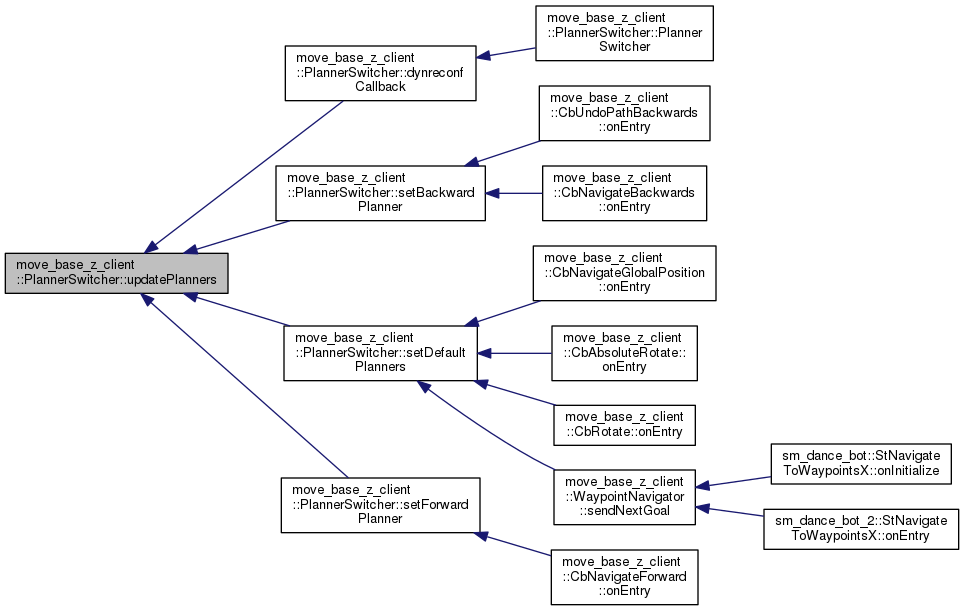 move_base_z_client
::PlannerSwitcher::updatePlanners
move_base_z_client
::PlannerSwitcher::dynreconf
Callback
move_base_z_client
::PlannerSwitcher::Planner
Switcher
move_base_z_client
::PlannerSwitcher::setBackward
Planner
move_base_z_client
::CbUndoPathBackwards
::onEntry
move_base_z_client
::CbNavigateBackwards
::onEntry
move_base_z_client
::PlannerSwitcher::setDefault
Planners
move_base_z_client
::CbNavigateGlobalPosition
::onEntry
move_base_z_client
::CbAbsoluteRotate::
onEntry
move_base_z_client
::CbRotate::onEntry
move_base_z_client
::WaypointNavigator
::sendNextGoal
sm_dance_bot::StNavigate
ToWaypointsX::onInitialize
sm_dance_bot_2::StNavigate
ToWaypointsX::onEntry
move_base_z_client
::PlannerSwitcher::setForward
Planner
move_base_z_client
::CbNavigateForward
::onEntry